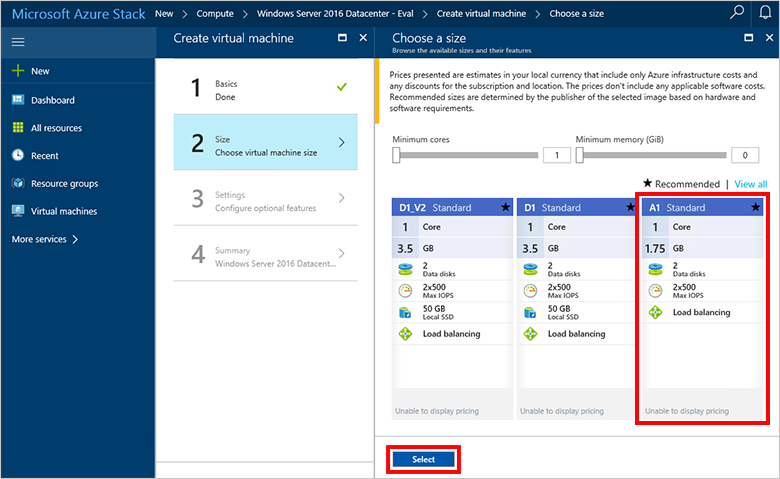 Microsoft Azure Stack New > Compute > Windows Server 2016 Datacenter - Eval > Create virtual machine > Choose a size
New
Dashboard
All resources
Recent
Resource groups
Virtual machines
More services >
Create virtual machine
1 Basics
Done
2 Size
Choose virtual machine size
3 Settings
Configure optional features
4 Summary
Windows Server 2016 Datacent...
Choose a size
Browse the available sizes and their features
Prices presented are estimates in your local currency that include only Azure infrastructure costs and
any discounts for the subscription and location. The prices don't include any applicable software costs.
Recommended sizes are determined by the publisher of the selected image based on hardware and
software requirements.
Minimum cores
1
Minimum memory (GiB)
0
★ Recommended | View all
D1_V2 Standard ★
1 Core
3.5 GB
2
Data disks
2x500
Max IOPS
50 GB
Local SSD
Load balancing
Unable to display pricing
D1 Standard ★
1 Core
3.5 GB
2
Data disks
2x500
Max IOPS
50 GB
Local SSD
Load balancing
Unable to display pricing
A1 Standard ★
1 Core
1.75 GB
2
Data disks
2x500
Max IOPS
Load balancing
Unable to display pricing
Select